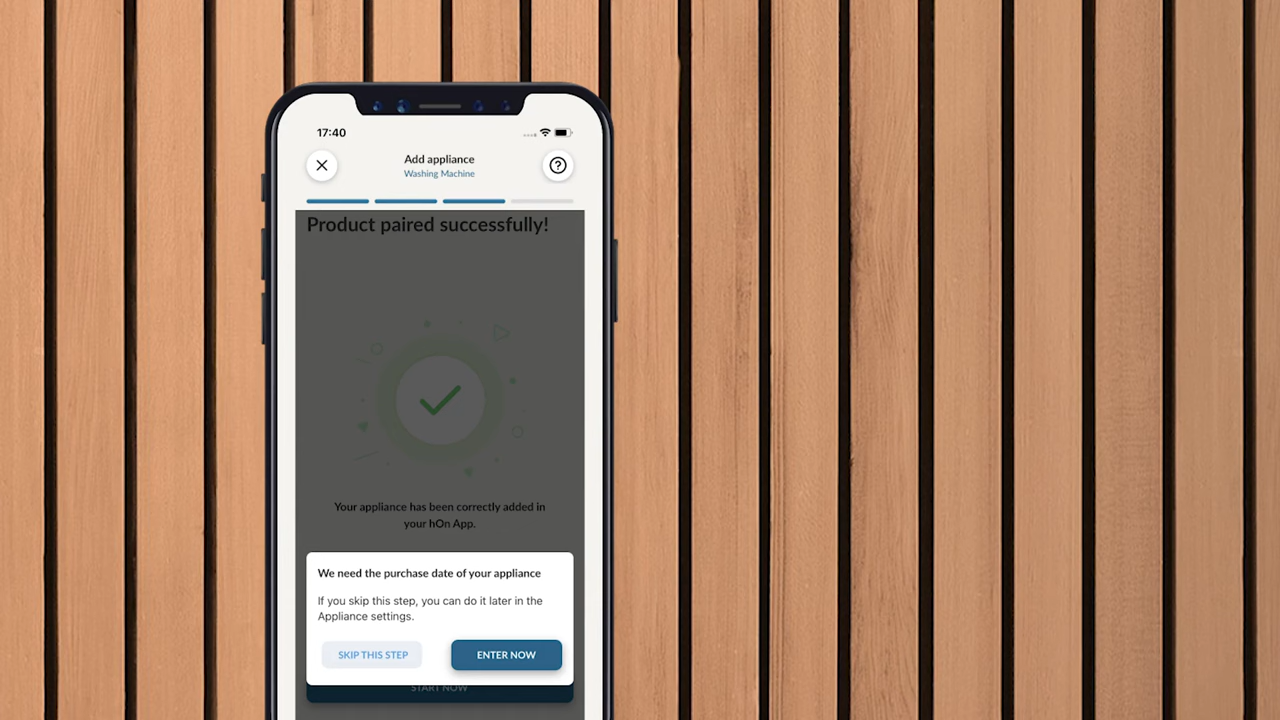 17:40
Add appliance
Washing Machine
Product paired successfully!
Your appliance has been correctly added in
your hOn App.
We need the purchase date of your appliance
If you skip this step, you can do it later in the
Appliance settings.
SKIP THIS STEP
ENTER NOW
START NOW